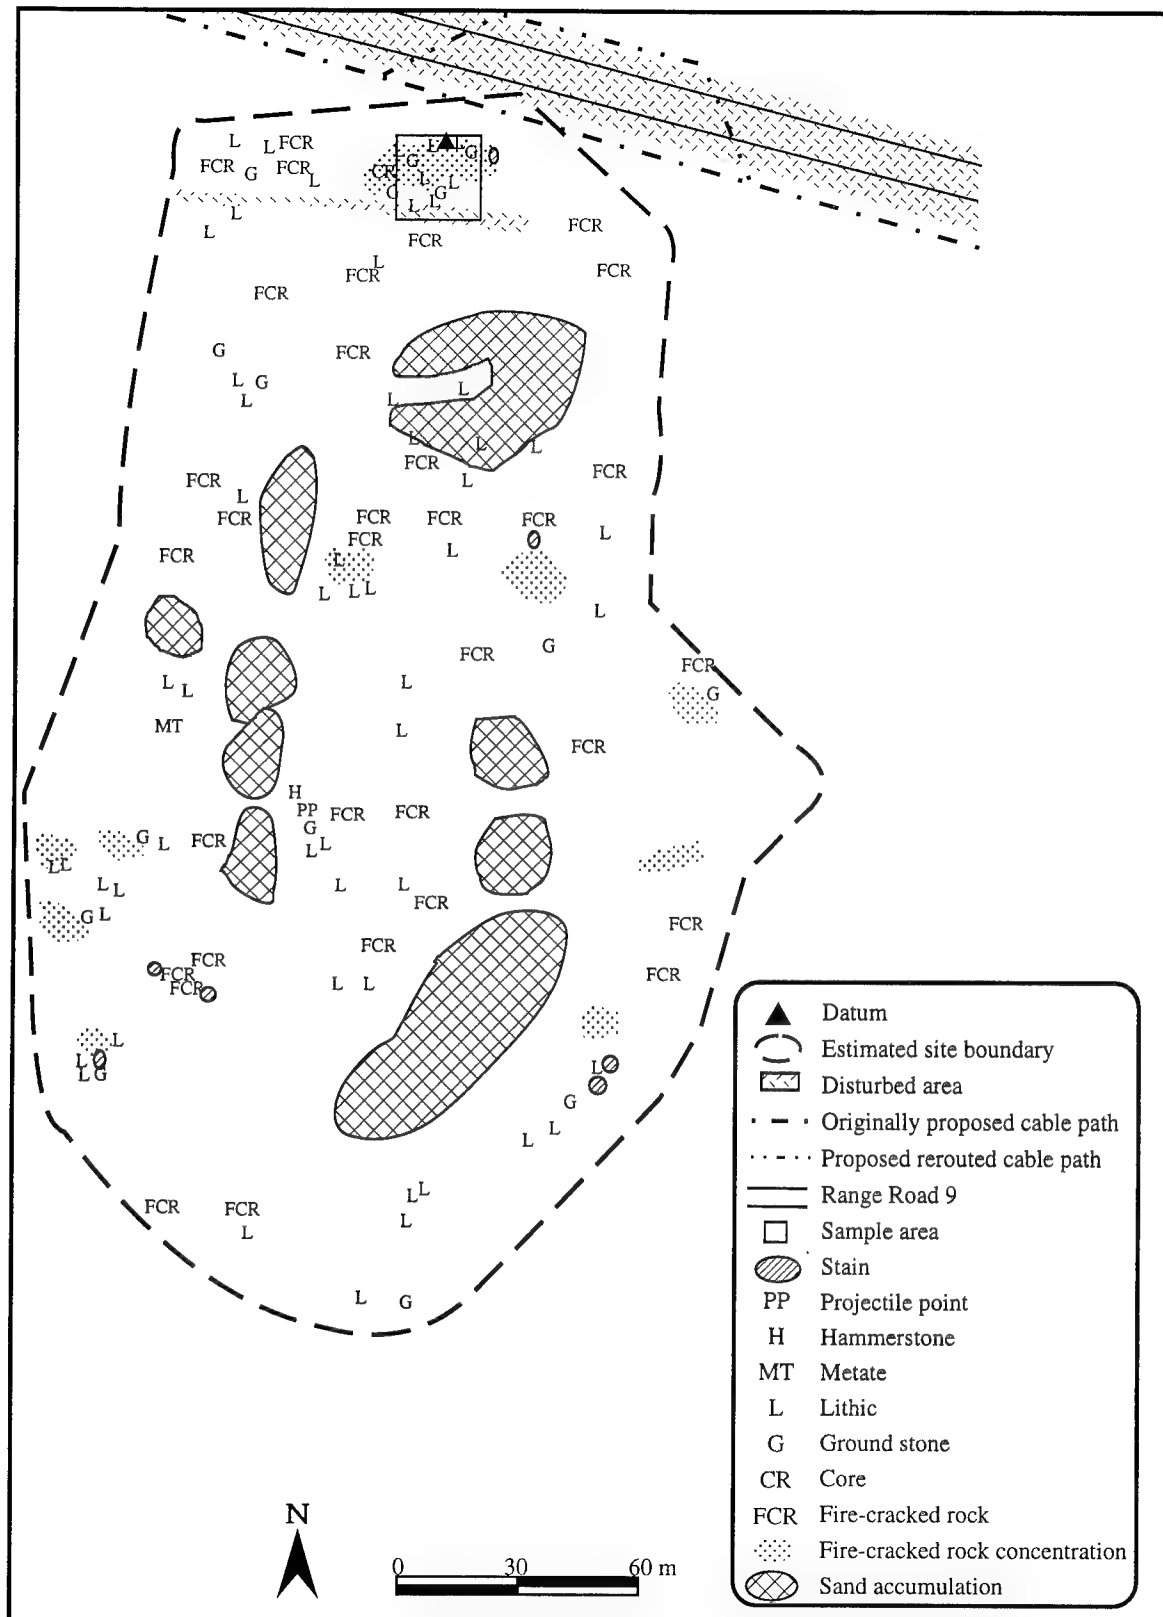 L L FCR
FCR G FCR L
L L G
G
CR L L
C G
L L
L
L
FCR
FCR
FCR L
FCR
FCR
G
FCR
L G
L
L
L
L L L
FCR
L
FCR
FCR
L
FCR
FCR FCR FCR
FCR
L
FCR
L
L
L L L
L
G
FCR
FCR
G
L L
L
MT
L
FCR
H
PP FCR FCR
G
L L
G L FCR
LL
L L
L L
FCR
G L
FCR
FCR
FCR
FCR
FCR
FCR
L L
L
L
L G
L
G
L L
L L
L
FCR FCR
L
L G
Datum
Estimated site boundary
Disturbed area
Originally proposed cable path
Proposed rerouted cable path
Range Road 9
Sample area
Stain
PP Projectile point
H Hammerstone
MT Metate
L Lithic
G Ground stone
CR Core
FCR Fire-cracked rock
Fire-cracked rock concentration
Sand accumulation
N
0 30 60 m